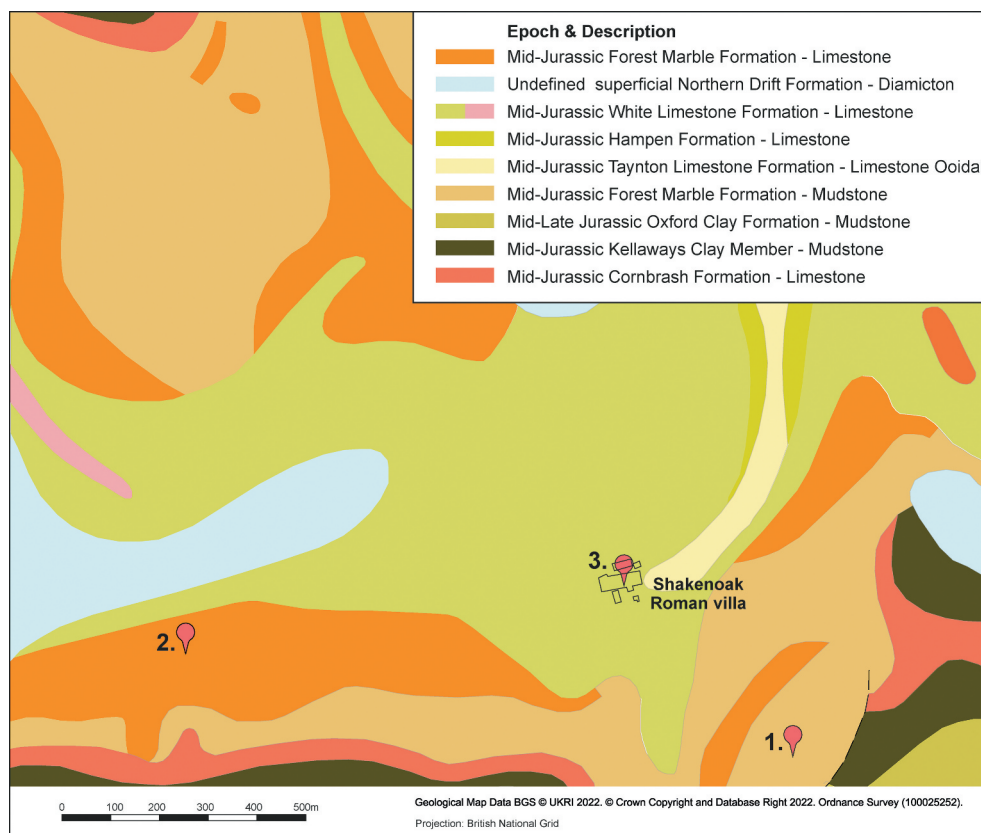 Epoch & Description
Mid-Jurassic Forest Marble Formation - Limestone
Undefined superficial Northern Drift Formation - Diamicton
Mid-Jurassic White Limestone Formation - Limestone
Mid-Jurassic Hampen Formation - Limestone
Mid-Jurassic Taynton Limestone Formation - Limestone Ooida
Mid-Jurassic Forest Marble Formation - Mudstone
Mid-Late Jurassic Oxford Clay Formation - Mudstone
Mid-Jurassic Kellaways Clay Member - Mudstone
Mid-Jurassic Cornbrash Formation - Limestone
3.
Shakenoak
Roman villa
2.
1.
0 100 200 300 400 500m
Geological Map Data BGS © UKRI 2022. © Crown Copyright and Database Right 2022. Ordnance Survey (100025252).
Projection: British National Grid